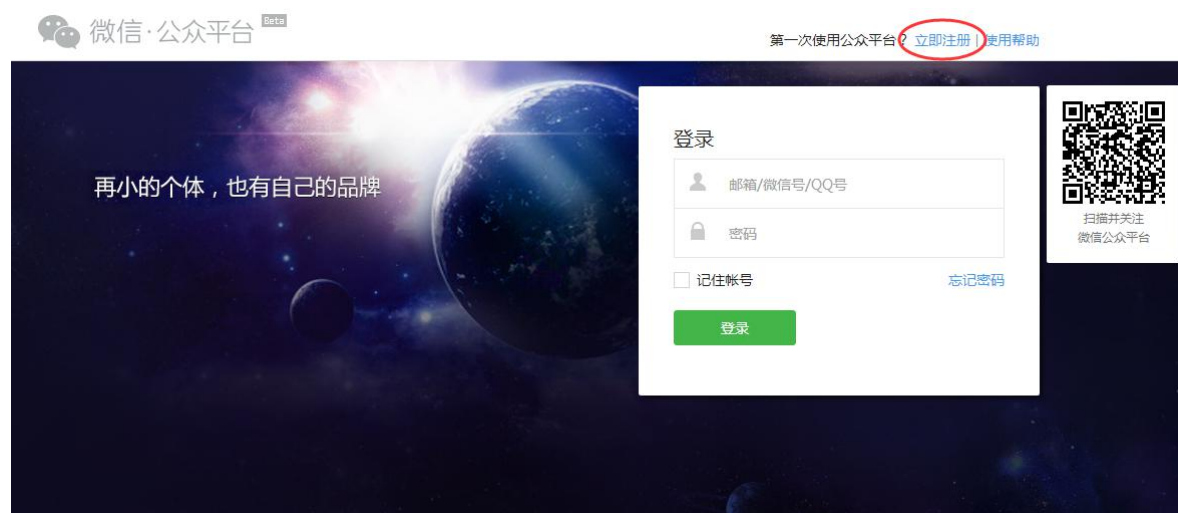 微信·公众平台 Beta
第一次使用公众平台？立即注册 | 使用帮助
再小的个体，也有自己的品牌
登录
邮箱/微信号/QQ号
密码
记住帐号 忘记密码
登录
扫描并关注
微信公众平台